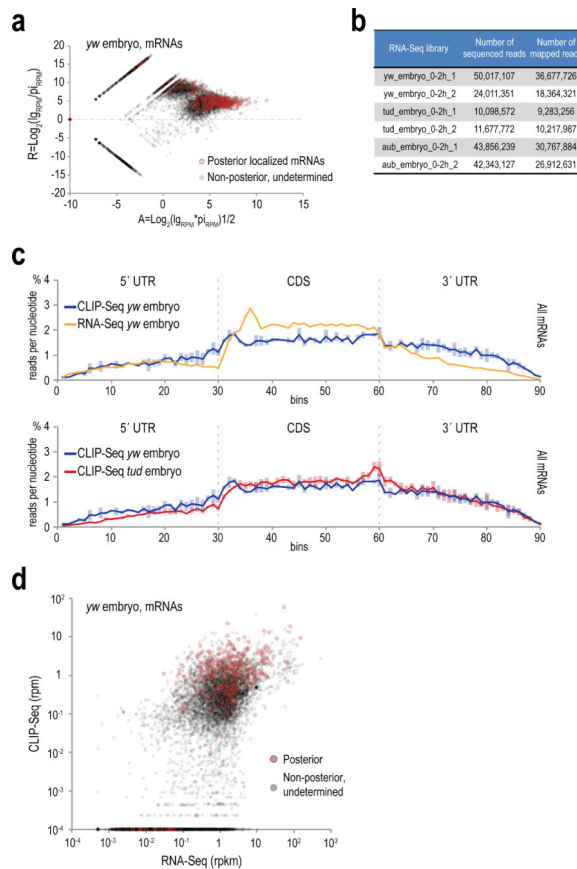 a
yw embryo, mRNAs
R=Log2(lgRPM/piRPM)
20
15
10
5
0
-5
-10
-15
-20
-10 -5 0 5 10 15
Posterior localized mRNAs
Non-posterior, undetermined
A=Log2(lgRPM*piRPM)1/2
b
RNA-Seq library Number of sequenced reads Number of mapped read
yw_embryo_0-2h_1 50,017,107 36,677,726
yw_embryo_0-2h_2 24,011,351 18,364,321
tud_embryo_0-2h_1 10,098,572 9,283,256
tud_embryo_0-2h_2 11,677,772 10,217,987
aub_embryo_0-2h_1 43,856,239 30,767,884
aub_embryo_0-2h_2 42,343,127 26,912,631
c
5´ UTR CDS 3´ UTR
% 4
3
2
1
0
reads per nucleotide
CLIP-Seq yw embryo
RNA-Seq yw embryo
All mRNAs
0 10 20 30 40 50 60 70 80 90
bins
5´ UTR CDS 3´ UTR
% 4
3
2
1
0
reads per nucleotide
CLIP-Seq yw embryo
CLIP-Seq tud embryo
All mRNAs
0 10 20 30 40 50 60 70 80 90
bins
d
yw embryo, mRNAs
CLIP-Seq (rpm)
10²
10
1
10⁻¹
10⁻²
10⁻³
10⁻⁴
Posterior
Non-posterior,
undetermined
10⁻⁴ 10⁻³ 10⁻² 10⁻¹ 1 10 10² 10³
RNA-Seq (rpkm)